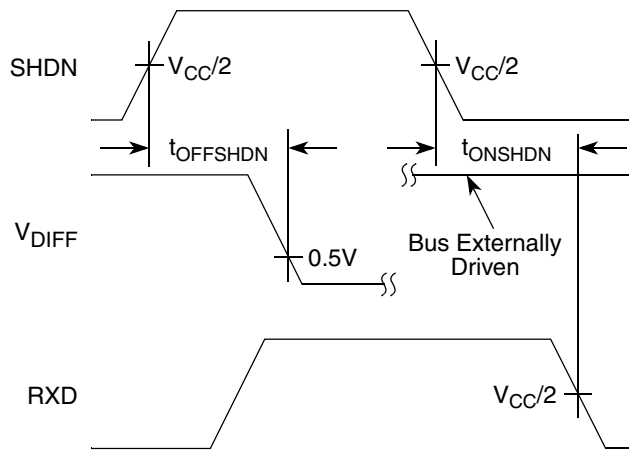 SHDN
V_CC/2
V_CC/2
t_OFFSHDN
t_ONSHDN
V_DIFF
0.5V
Bus Externally
Driven
RXD
V_CC/2